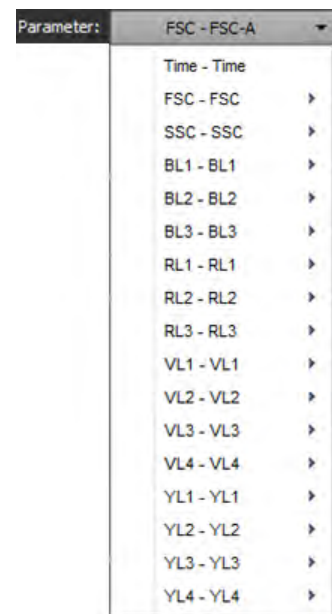 Parameter: FSC - FSC-A
Time - Time
FSC - FSC
SSC - SSC
BL1 - BL1
BL2 - BL2
BL3 - BL3
RL1 - RL1
RL2 - RL2
RL3 - RL3
VL1 - VL1
VL2 - VL2
VL3 - VL3
VL4 - VL4
YL1 - YL1
YL2 - YL2
YL3 - YL3
YL4 - YL4